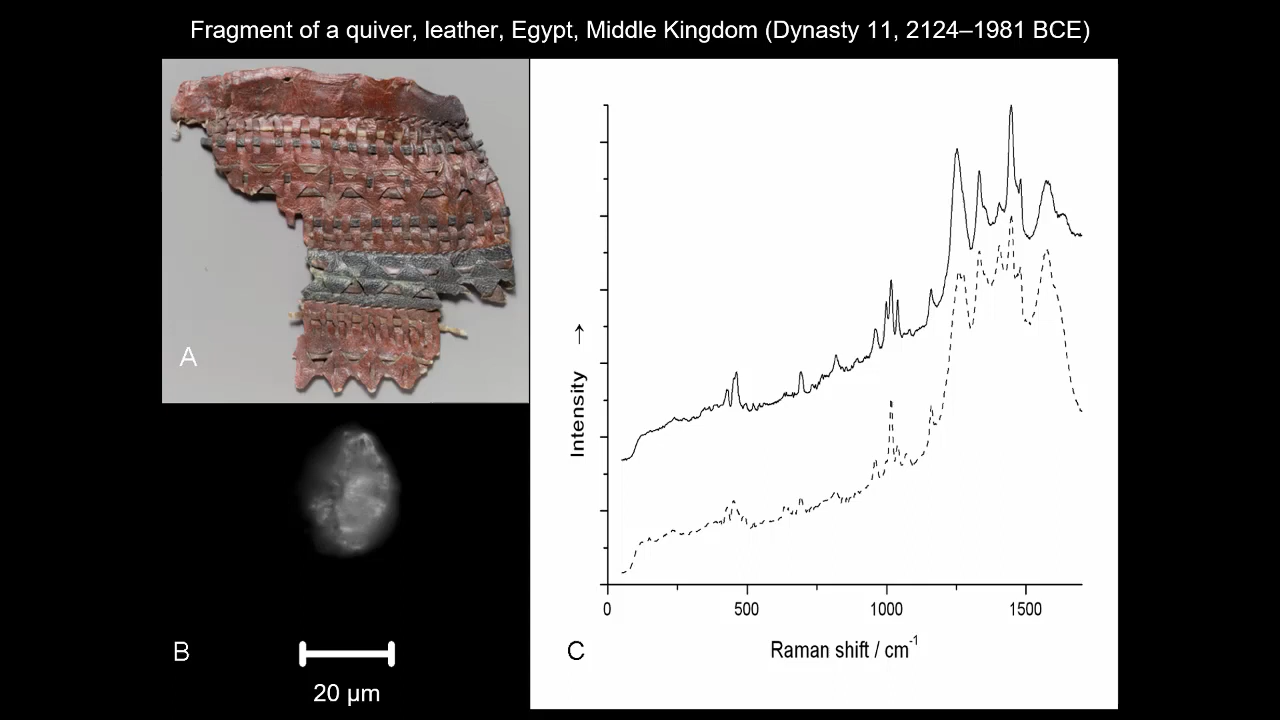 Fragment of a quiver, leather, Egypt, Middle Kingdom (Dynasty 11, 2124–1981 BCE)
A
B
20 µm
Intensity →
0 500 1000 1500
C
Raman shift / cm⁻¹